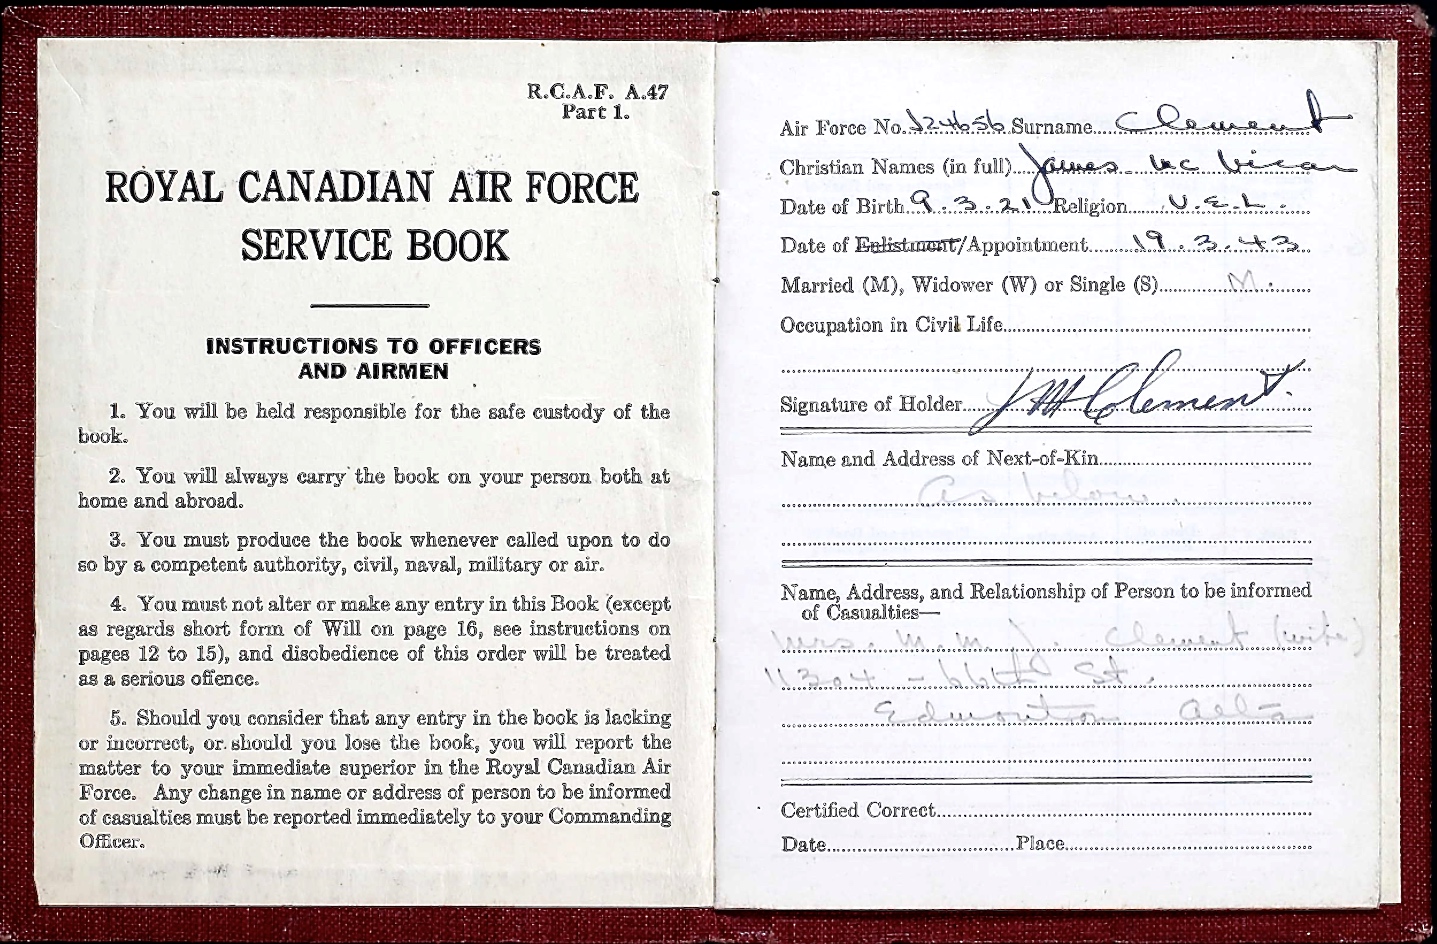 R.C.A.F. A.47
Part 1.
ROYAL CANADIAN AIR FORCE
SERVICE BOOK
INSTRUCTIONS TO OFFICERS
AND AIRMEN
1. You will be held responsible for the safe custody of the
book.
2. You will always carry the book on your person both at
home and abroad.
3. You must produce the book whenever called upon to do
so by a competent authority, civil, naval, military or air.
4. You must not alter or make any entry in this Book (except
as regards short form of Will on page 16, see instructions on
pages 12 to 15), and disobedience of this order will be treated
as a serious offence.
5. Should you consider that any entry in the book is lacking
or incorrect, or should you lose the book, you will report the
matter to your immediate superior in the Royal Canadian Air
Force. Any change in name or address of person to be informed
of casualties must be reported immediately to your Commanding
Officer.
Air Force No. J24656 Surname Clement
Christian Names (in full) James Mc Vicar
Date of Birth 9.3.21 Religion U.E.L.
Date of Enlistment/Appointment 19.3.43
Married (M), Widower (W) or Single (S) M.
Occupation in Civil Life
Signature of Holder JMClement.
Name and Address of Next-of-Kin
As below.
Name, Address, and Relationship of Person to be informed
of Casualties—
Mrs. M. M. J. Clement (wife)
11304 - 66th St.
Edmonton Alta
Certified Correct
Date Place